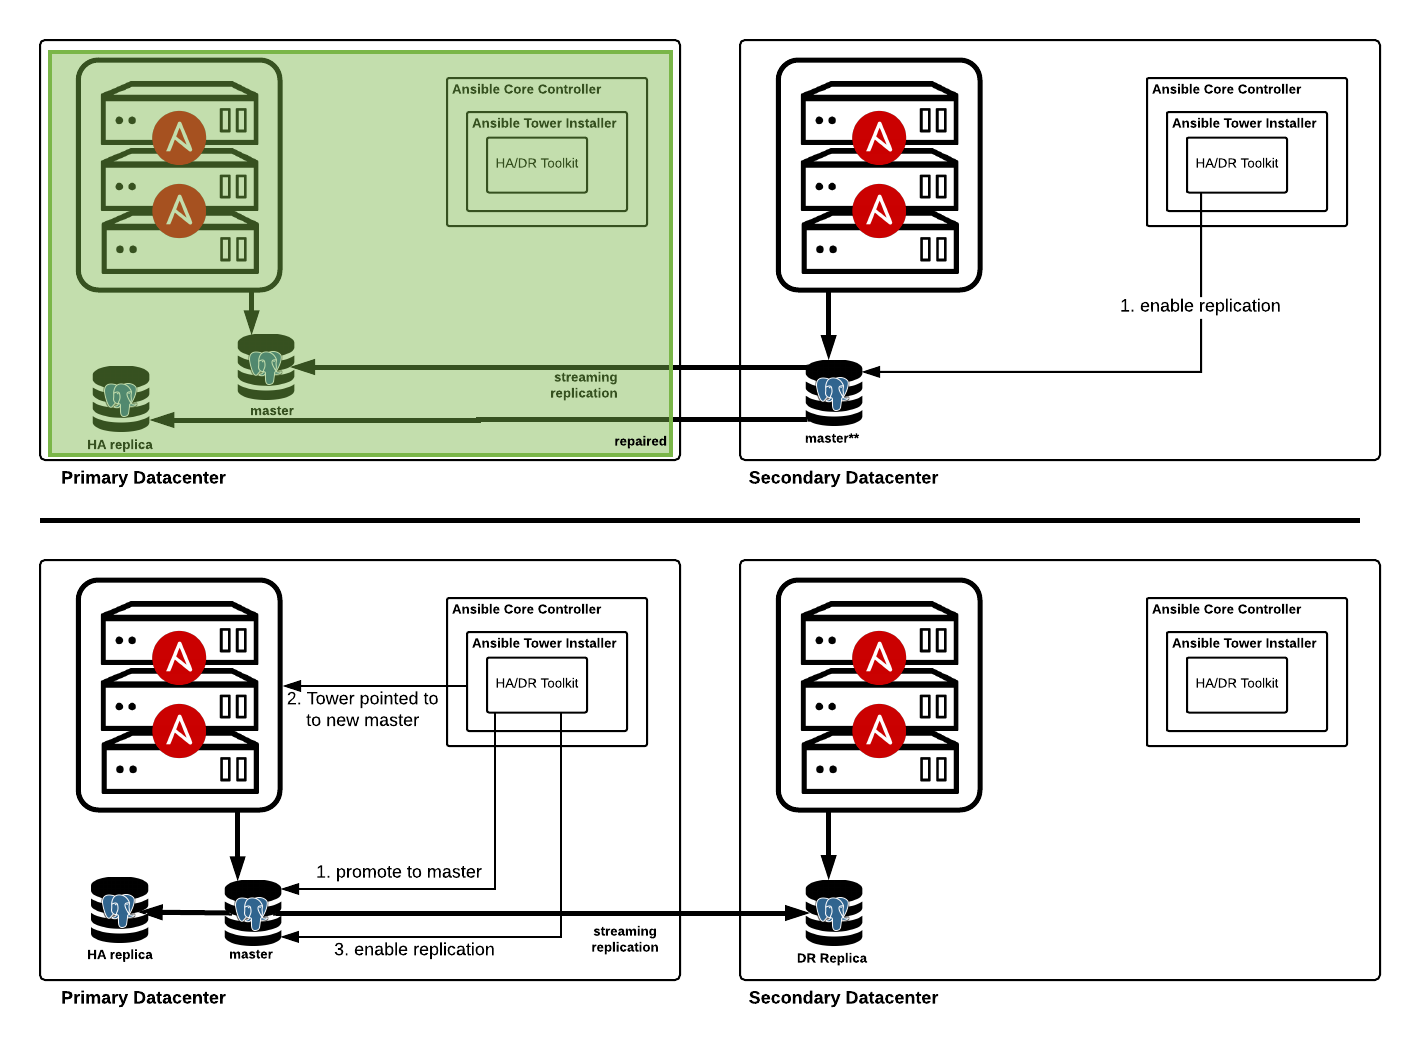 Ansible Core Controller
Ansible Tower Installer
HA/DR Toolkit
streaming
replication
master
HA replica
repaired
Primary Datacenter
Ansible Core Controller
Ansible Tower Installer
HA/DR Toolkit
1. enable replication
master**
Secondary Datacenter
Ansible Core Controller
Ansible Tower Installer
HA/DR Toolkit
2. Tower pointed to
to new master
1. promote to master
3. enable replication
streaming
replication
HA replica
master
Primary Datacenter
Ansible Core Controller
Ansible Tower Installer
HA/DR Toolkit
DR Replica
Secondary Datacenter